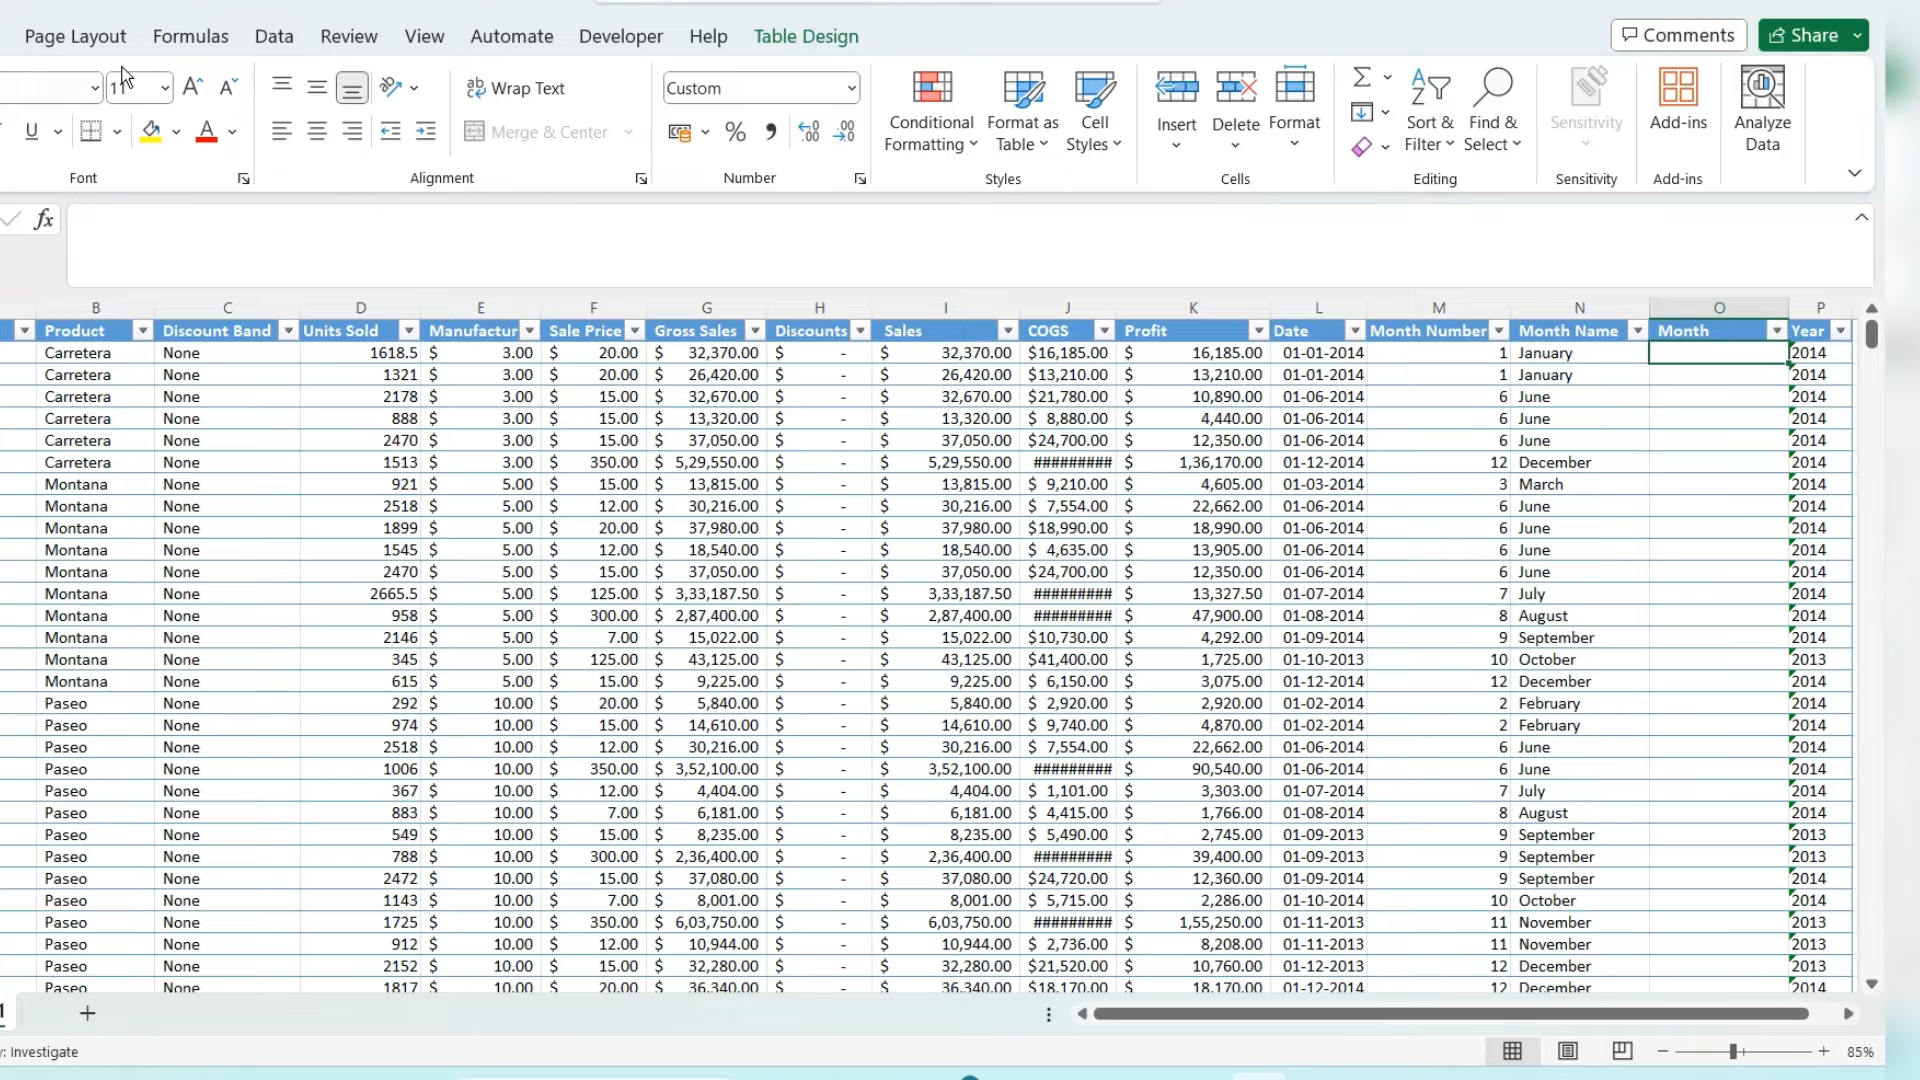 Page Layout Formulas Data Review View Automate Developer Help Table Design Comments Share
Wrap Text Custom
Merge & Center
Conditional Formatting Format as Table Cell Styles Insert Delete Format Sort & Filter Find & Select Sensitivity Add-ins Analyze Data
Font Alignment Number Styles Cells Editing Sensitivity Add-ins
fx
B C D E F G H I J K L M N O P
Product Discount Band Units Sold Manufactur Sale Price Gross Sales Discounts Sales COGS Profit Date Month Number Month Name Month Year
Carretera None 1618.5 $ 3.00 $ 20.00 $ 32,370.00 $ - $ 32,370.00 $16,185.00 $ 16,185.00 01-01-2014 1 January 2014
Carretera None 1321 $ 3.00 $ 20.00 $ 26,420.00 $ - $ 26,420.00 $13,210.00 $ 13,210.00 01-01-2014 1 January 2014
Carretera None 2178 $ 3.00 $ 15.00 $ 32,670.00 $ - $ 32,670.00 $21,780.00 $ 10,890.00 01-06-2014 6 June 2014
Carretera None 888 $ 3.00 $ 15.00 $ 13,320.00 $ - $ 13,320.00 $ 8,880.00 $ 4,440.00 01-06-2014 6 June 2014
Carretera None 2470 $ 3.00 $ 15.00 $ 37,050.00 $ - $ 37,050.00 $24,700.00 $ 12,350.00 01-06-2014 6 June 2014
Carretera None 1513 $ 3.00 $ 350.00 $ 5,29,550.00 $ - $ 5,29,550.00 ######### $ 1,36,170.00 01-12-2014 12 December 2014
Montana None 921 $ 5.00 $ 15.00 $ 13,815.00 $ - $ 13,815.00 $ 9,210.00 $ 4,605.00 01-03-2014 3 March 2014
Montana None 2518 $ 5.00 $ 12.00 $ 30,216.00 $ - $ 30,216.00 $ 7,554.00 $ 22,662.00 01-06-2014 6 June 2014
Montana None 1899 $ 5.00 $ 20.00 $ 37,980.00 $ - $ 37,980.00 $18,990.00 $ 18,990.00 01-06-2014 6 June 2014
Montana None 1545 $ 5.00 $ 12.00 $ 18,540.00 $ - $ 18,540.00 $ 4,635.00 $ 13,905.00 01-06-2014 6 June 2014
Montana None 2470 $ 5.00 $ 15.00 $ 37,050.00 $ - $ 37,050.00 $24,700.00 $ 12,350.00 01-06-2014 6 June 2014
Montana None 2665.5 $ 5.00 $ 125.00 $ 3,33,187.50 $ - $ 3,33,187.50 ######### $ 13,327.50 01-07-2014 7 July 2014
Montana None 958 $ 5.00 $ 300.00 $ 2,87,400.00 $ - $ 2,87,400.00 ######### $ 47,900.00 01-08-2014 8 August 2014
Montana None 2146 $ 5.00 $ 7.00 $ 15,022.00 $ - $ 15,022.00 $10,730.00 $ 4,292.00 01-09-2014 9 September 2014
Montana None 345 $ 5.00 $ 125.00 $ 43,125.00 $ - $ 43,125.00 $41,400.00 $ 1,725.00 01-10-2013 10 October 2013
Montana None 615 $ 5.00 $ 15.00 $ 9,225.00 $ - $ 9,225.00 $ 6,150.00 $ 3,075.00 01-12-2014 12 December 2014
Paseo None 292 $ 10.00 $ 20.00 $ 5,840.00 $ - $ 5,840.00 $ 2,920.00 $ 2,920.00 01-02-2014 2 February 2014
Paseo None 974 $ 10.00 $ 15.00 $ 14,610.00 $ - $ 14,610.00 $ 9,740.00 $ 4,870.00 01-02-2014 2 February 2014
Paseo None 2518 $ 10.00 $ 12.00 $ 30,216.00 $ - $ 30,216.00 $ 7,554.00 $ 22,662.00 01-06-2014 6 June 2014
Paseo None 1006 $ 10.00 $ 350.00 $ 3,52,100.00 $ - $ 3,52,100.00 ######### $ 90,540.00 01-06-2014 6 June 2014
Paseo None 367 $ 10.00 $ 12.00 $ 4,404.00 $ - $ 4,404.00 $ 1,101.00 $ 3,303.00 01-07-2014 7 July 2014
Paseo None 883 $ 10.00 $ 7.00 $ 6,181.00 $ - $ 6,181.00 $ 4,415.00 $ 1,766.00 01-08-2014 8 August 2014
Paseo None 549 $ 10.00 $ 15.00 $ 8,235.00 $ - $ 8,235.00 $ 5,490.00 $ 2,745.00 01-09-2013 9 September 2013
Paseo None 788 $ 10.00 $ 300.00 $ 2,36,400.00 $ - $ 2,36,400.00 ######### $ 39,400.00 01-09-2013 9 September 2013
Paseo None 2472 $ 10.00 $ 15.00 $ 37,080.00 $ - $ 37,080.00 $24,720.00 $ 12,360.00 01-09-2014 9 September 2014
Paseo None 1143 $ 10.00 $ 7.00 $ 8,001.00 $ - $ 8,001.00 $ 5,715.00 $ 2,286.00 01-10-2014 10 October 2014
Paseo None 1725 $ 10.00 $ 350.00 $ 6,03,750.00 $ - $ 6,03,750.00 ######### $ 1,55,250.00 01-11-2013 11 November 2013
Paseo None 912 $ 10.00 $ 12.00 $ 10,944.00 $ - $ 10,944.00 $ 2,736.00 $ 8,208.00 01-11-2013 11 November 2013
Paseo None 2152 $ 10.00 $ 15.00 $ 32,280.00 $ - $ 32,280.00 $21,520.00 $ 10,760.00 01-12-2013 12 December 2013
Paseo None 1817 $ 10.00 $ 20.00 $ 36,340.00 $ - $ 36,340.00 $18,170.00 $ 18,170.00 01-12-2014 12 December 2014
y: Investigate 85%